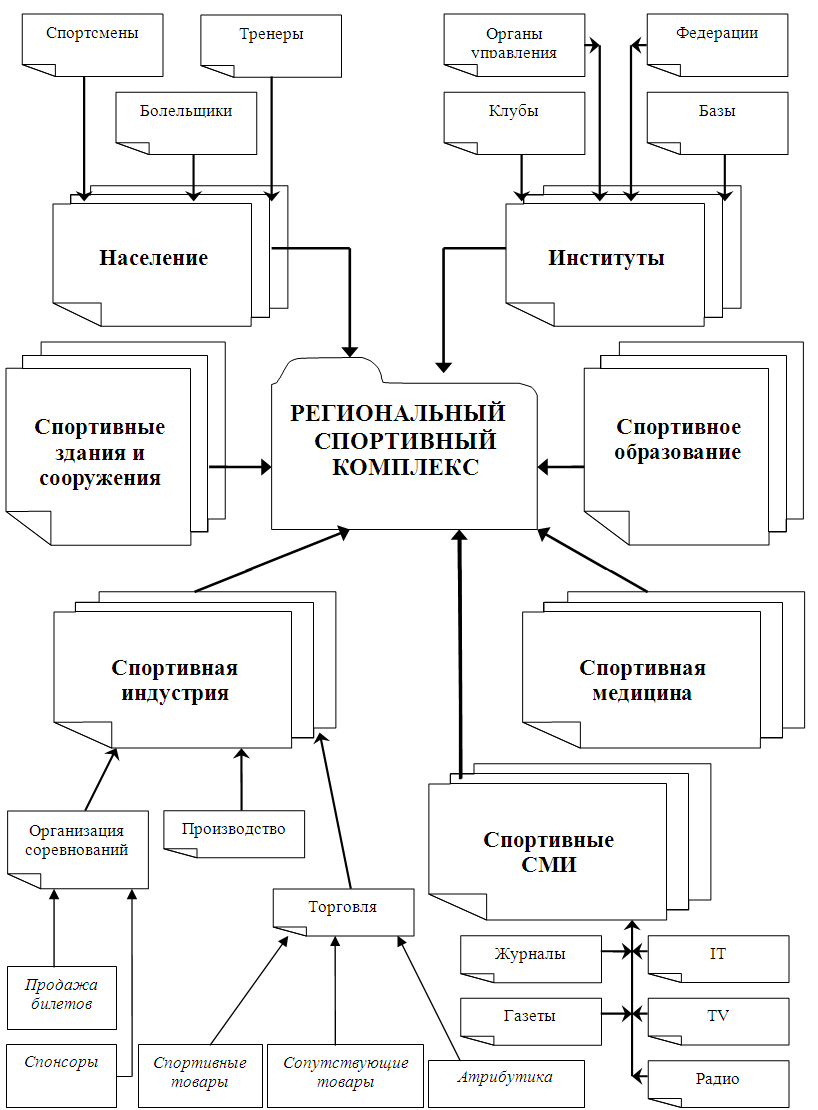 Спортсмены
Тренеры
Органы
управления
Федерации
Болельщики
Клубы
Базы
Население
Институты
Спортивные
здания и
сооружения
РЕГИОНАЛЬНЫЙ
СПОРТИВНЫЙ
КОМПЛЕКС
Спортивное
образование
Спортивная
индустрия
Спортивная
медицина
Организация
соревнований
Производство
Спортивные
СМИ
Торговля
Журналы
IT
Продажа
билетов
Газеты
TV
Спонсоры
Спортивные
товары
Сопутствующие
товары
Атрибутика
Радио